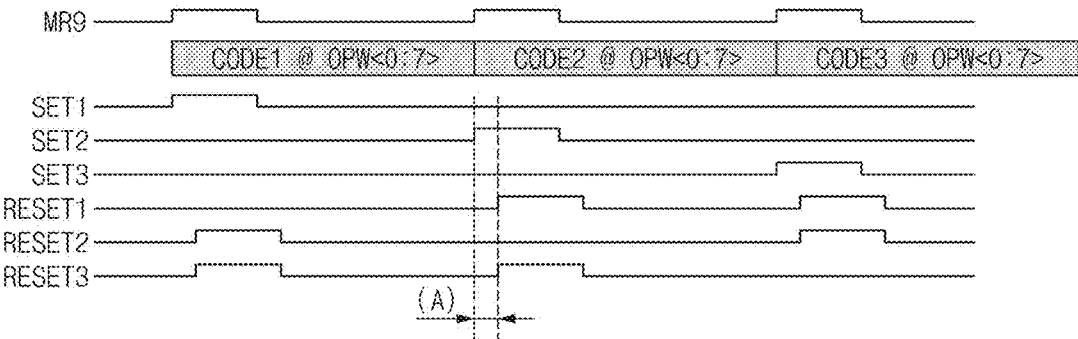 MR9
CODE1 @ OPW<0:7> CODE2 @ OPW<0:7> CODE3 @ OPW<0:7>
SET1
SET2
SET3
RESET1
RESET2
RESET3
(A)